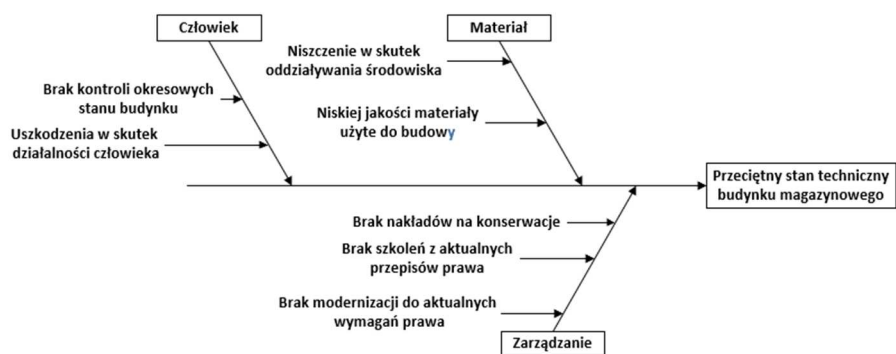 Człowiek
Materiał
Niszczenie w skutek
oddziaływania środowiska
Brak kontroli okresowych
stanu budynku
Niskiej jakości materiały
użyte do budowy
Uszkodzenia w skutek
działalności człowieka
Przeciętny stan techniczny
budynku magazynowego
Brak nakładów na konserwacje
Brak szkoleń z aktualnych
przepisów prawa
Brak modernizacji do aktualnych
wymagań prawa
Zarządzanie